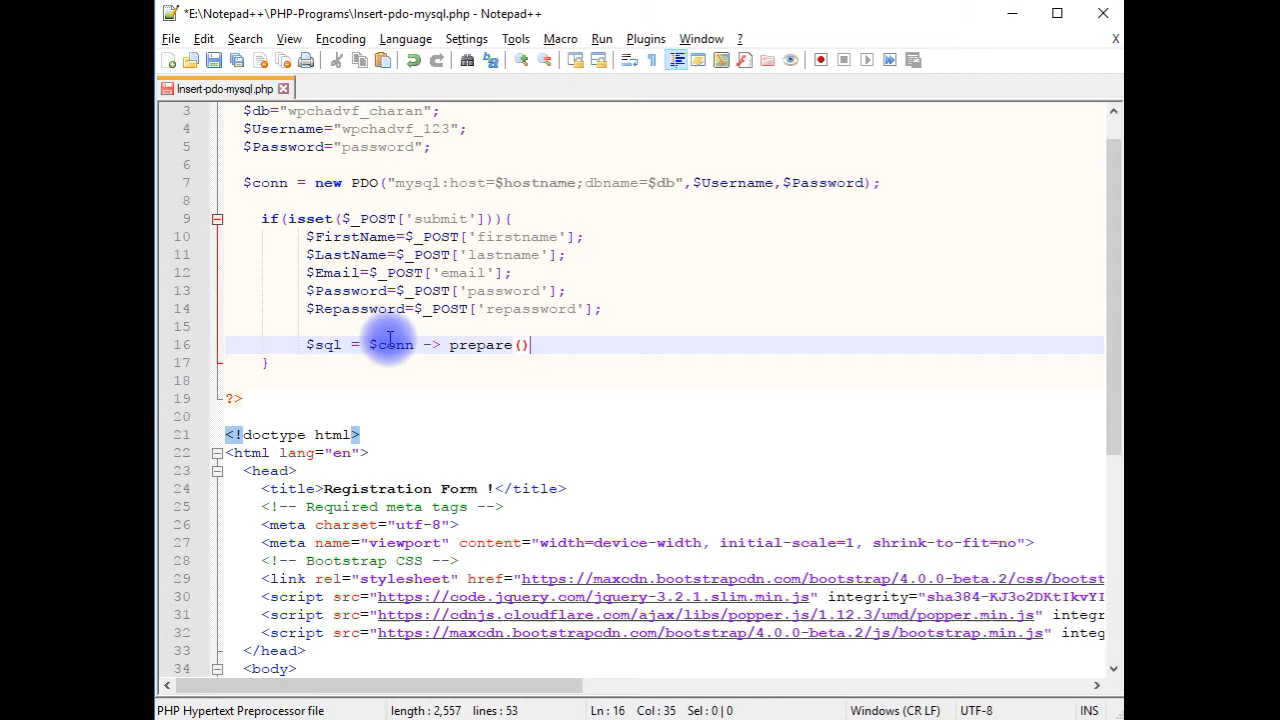 *E:\Notepad++\PHP-Programs\Insert-pdo-mysql.php - Notepad++
File Edit Search View Encoding Language Settings Tools Macro Run Plugins Window ? X
Insert-pdo-mysql.php
3 $db="wpchadvf_charan";
4 $Username="wpchadvf_123";
5 $Password="password";
6
7 $conn = new PDO("mysql:host=$hostname;dbname=$db",$Username,$Password);
8
9 if(isset($_POST['submit'])){
10 $FirstName=$_POST['firstname'];
11 $LastName=$_POST['lastname'];
12 $Email=$_POST['email'];
13 $Password=$_POST['password'];
14 $Repassword=$_POST['repassword'];
15
16 $sql = $conn -> prepare()
17 }
18
19 ?>
20
21 <!doctype html>
22 <html lang="en">
23 <head>
24 <title>Registration Form !</title>
25 <!-- Required meta tags -->
26 <meta charset="utf-8">
27 <meta name="viewport" content="width=device-width, initial-scale=1, shrink-to-fit=no">
28 <!-- Bootstrap CSS -->
29 <link rel="stylesheet" href="https://maxcdn.bootstrapcdn.com/bootstrap/4.0.0-beta.2/css/bootst
30 <script src="https://code.jquery.com/jquery-3.2.1.slim.min.js" integrity="sha384-KJ3o2DKtIkvYI
31 <script src="https://cdnjs.cloudflare.com/ajax/libs/popper.js/1.12.3/umd/popper.min.js" integr
32 <script src="https://maxcdn.bootstrapcdn.com/bootstrap/4.0.0-beta.2/js/bootstrap.min.js" integ
33 </head>
34 <body>
PHP Hypertext Preprocessor file length : 2,557 lines : 53 Ln : 16 Col : 35 Sel : 0 | 0 Windows (CR LF) UTF-8 INS